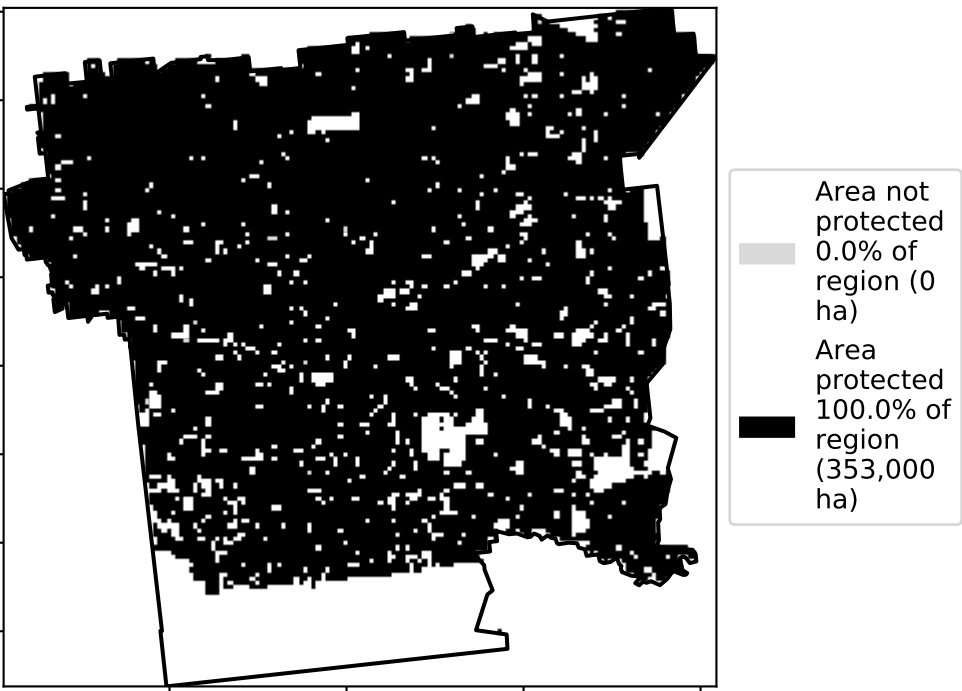 Area not
protected
0.0% of
region (0
ha)
Area
protected
100.0% of
region
(353,000
ha)